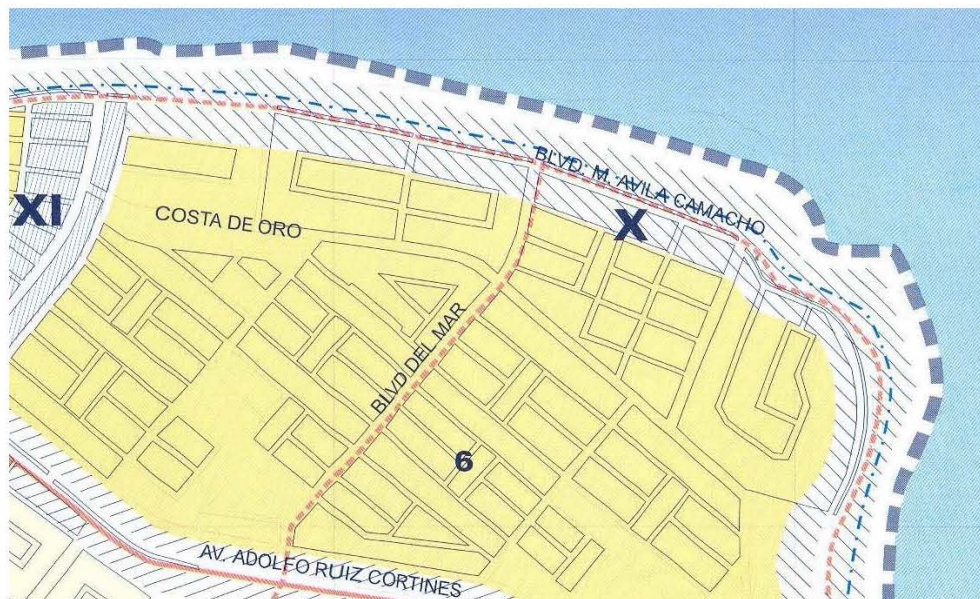 BLVD. M. AVILA CAMACHO
XI
X
COSTA DE ORO
BLVD DEL MAR
6
AV. ADOLFO RUIZ CORTINES